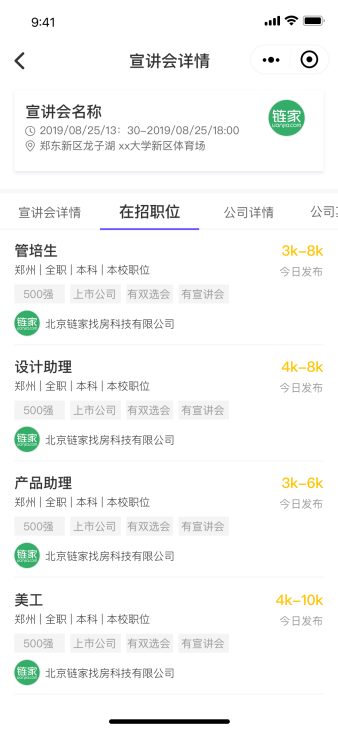 9:41
宣讲会详情
宣讲会名称
2019/08/25/13：30-2019/08/25/18:00
郑东新区龙子湖 xx大学新区体育场
链家
宣讲会详情 在招职位 公司详情
管培生 3k-8k
郑州 | 全职 | 本科 | 本校职位 今日发布
500强 上市公司 有双选会 有宣讲会
链家 北京链家找房科技有限公司
设计助理 4k-8k
郑州 | 全职 | 本科 | 本校职位 今日发布
500强 上市公司 有双选会 有宣讲会
链家 北京链家找房科技有限公司
产品助理 3k-6k
郑州 | 全职 | 本科 | 本校职位 今日发布
500强 上市公司 有双选会 有宣讲会
链家 北京链家找房科技有限公司
美工 4k-10k
郑州 | 全职 | 本科 | 本校职位 今日发布
500强 上市公司 有双选会 有宣讲会
链家 北京链家找房科技有限公司